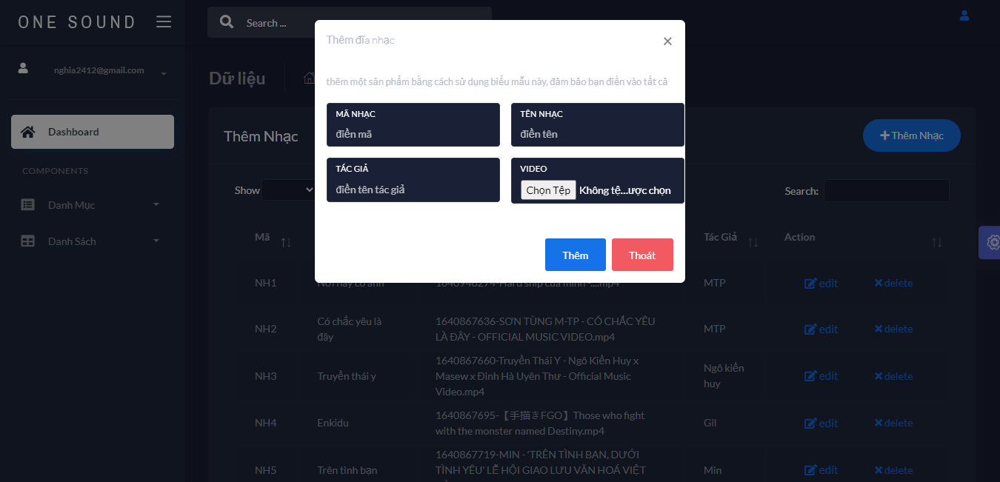 ONE SOUND
Search ...
nghia2412@gmail.com
Dashboard
COMPONENTS
Danh Mục
Danh Sách
Dữ liệu
Thêm đĩa nhạc
×
thêm một sản phẩm bằng cách sử dụng biểu mẫu này, đảm bảo bạn điền vào tất cả
MÃ NHẠC
điền mã
TÊN NHẠC
điền tên
TÁC GIẢ
điền tên tác giả
VIDEO
Chọn Tệp Không tệ...ược chọn
Thêm
Thoát
Thêm Nhạc
Thêm Nhạc
Show
Search:
Mã
Tác Giả
Action
NH1
Nơi này có anh
1640946274-Hard ship của mình -....mp4
MTP
edit
delete
NH2
Có chắc yêu là
đây
1640867636-SƠN TÙNG M-TP - CÓ CHẮC YÊU
LÀ ĐÂY - OFFICIAL MUSIC VIDEO.mp4
MTP
edit
delete
NH3
Truyền thái y
1640867660-Truyền Thái Y - Ngô Kiến Huy x
Masew x Đinh Hà Uyên Thư - Official Music
Video.mp4
Ngô kiến
huy
edit
delete
NH4
Enkidu
1640867695-【手描きFGO】Those who fight
with the monster named Destiny.mp4
Gil
edit
delete
NH5
Trên tình bạn
1640867719-MIN - 'TRÊN TÌNH BẠN, DƯỚI
TÌNH YÊU' LỄ HỘI GIAO LƯU VĂN HOÁ VIỆT
Min
edit
delete